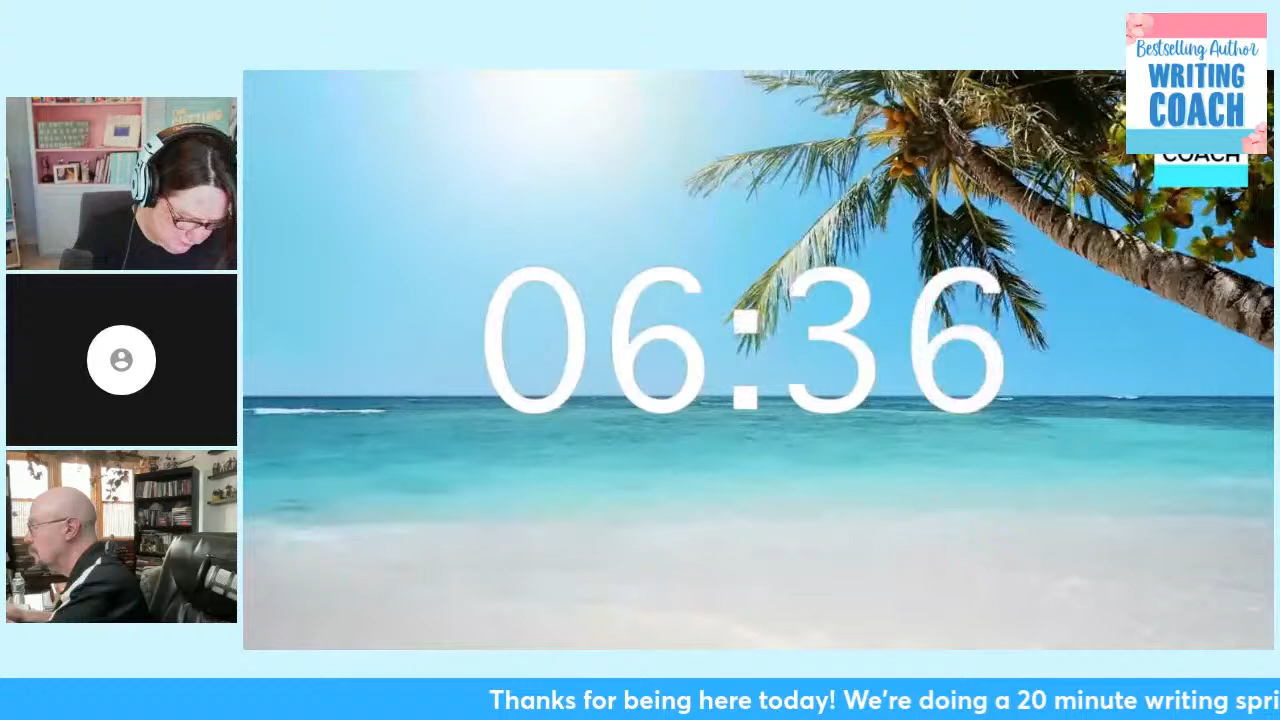 Bestselling Author
WRITING
COACH
COACH
06:36
Thanks for being here today! We're doing a 20 minute writing spri